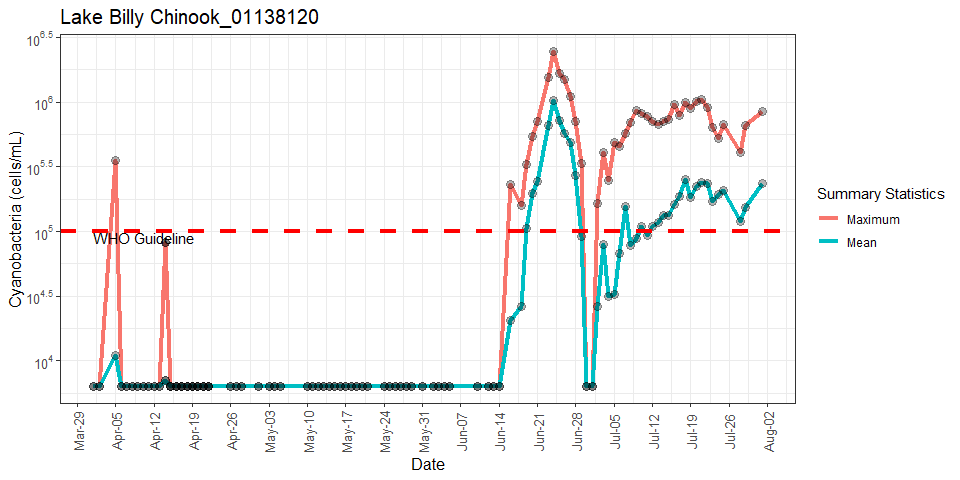 Lake Billy Chinook_01138120
10^6.5
10^6
10^5.5
10^5
10^4.5
10^4
Cyanobacteria (cells/mL)
WHO Guideline
Mar-29
Apr-05
Apr-12
Apr-19
Apr-26
May-03
May-10
May-17
May-24
May-31
Jun-07
Jun-14
Jun-21
Jun-28
Jul-05
Jul-12
Jul-19
Jul-26
Aug-02
Date
Summary Statistics
Maximum
Mean